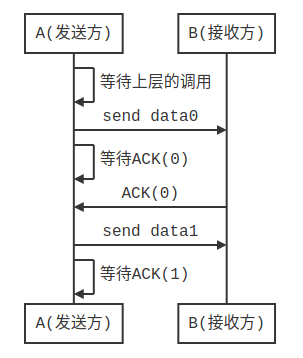 A(发送方) B(接收方)
等待上层的调用
send data0
等待ACK(0)
ACK(0)
send data1
等待ACK(1)
A(发送方) B(接收方)